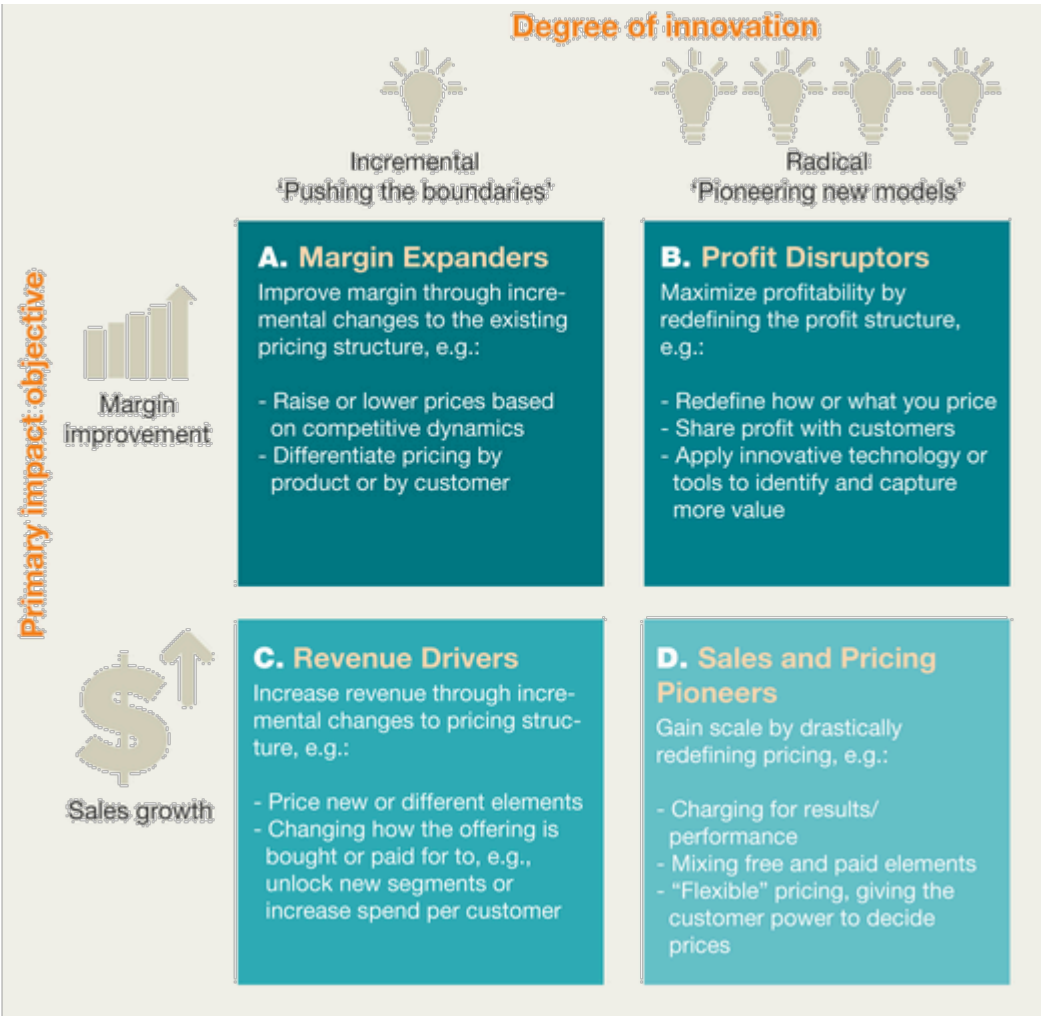 Degree of innovation
Incremental
'Pushing the boundaries'
Radical
'Pioneering new models'
Primary impact objective
Margin
improvement
A. Margin Expanders
Improve margin through incre-
mental changes to the existing
pricing structure, e.g.:
- Raise or lower prices based
on competitive dynamics
- Differentiate pricing by
product or by customer
B. Profit Disruptors
Maximize profitability by
redefining the profit structure,
e.g.:
- Redefine how or what you price
- Share profit with customers
- Apply innovative technology or
tools to identify and capture
more value
$
Sales growth
C. Revenue Drivers
Increase revenue through incre-
mental changes to pricing struc-
ture, e.g.:
- Price new or different elements
- Changing how the offering is
bought or paid for to, e.g.,
unlock new segments or
increase spend per customer
D. Sales and Pricing
Pioneers
Gain scale by drastically
redefining pricing, e.g.:
- Charging for results/
performance
- Mixing free and paid elements
- "Flexible" pricing, giving the
customer power to decide
prices